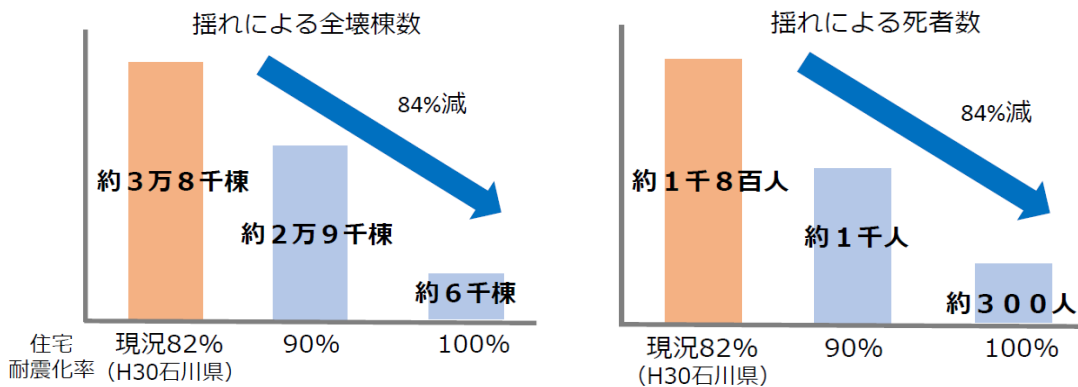 揺れによる全壊棟数
84%減
約３万８千棟
約２万９千棟
約６千棟
住宅
耐震化率
現況82%
(H30石川県)
90%
100%
揺れによる死者数
84%減
約１千８百人
約１千人
約３００人
現況82%
(H30石川県)
90%
100%